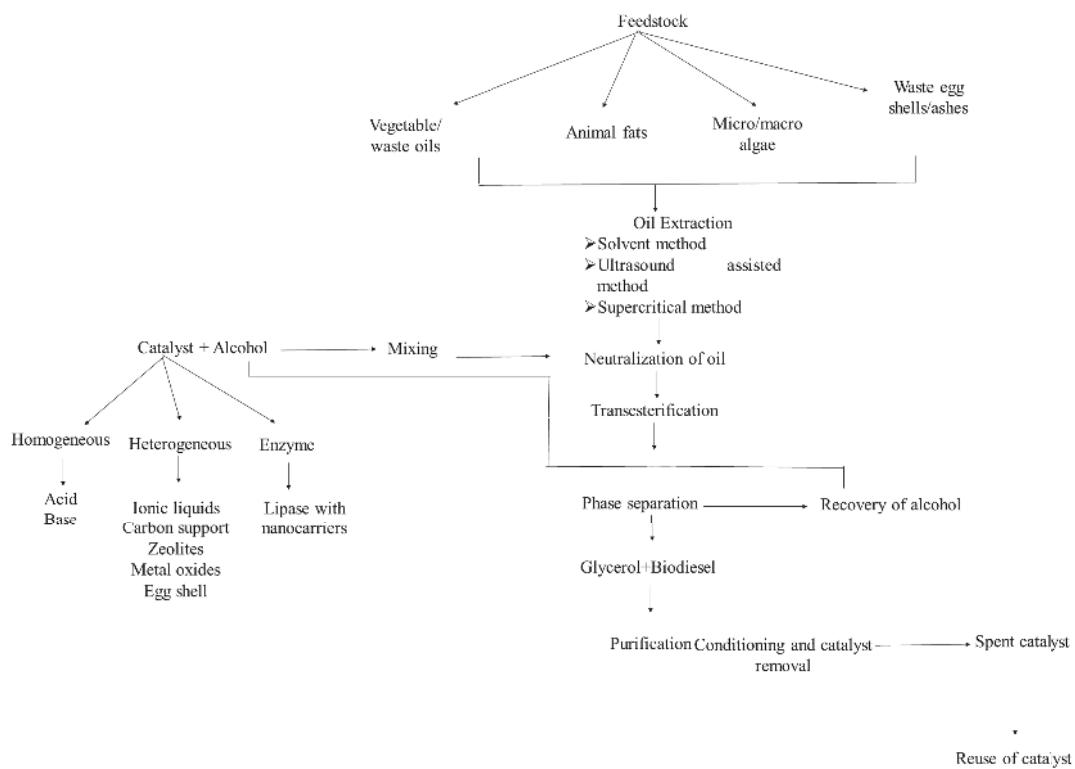 Feedstock
Vegetable/
waste oils
Animal fats
Micro/macro
algae
Waste egg
shells/ashes
Oil Extraction
➢Solvent method
➢Ultrasound assisted
method
➢Supercritical method
Catalyst + Alcohol
Mixing
Neutralization of oil
Transesterification
Homogeneous
Heterogeneous
Enzyme
Acid
Base
Ionic liquids
Carbon support
Zeolites
Metal oxides
Egg shell
Lipase with
nanocarriers
Phase separation
Recovery of alcohol
Glycerol+Biodiesel
Purification
Conditioning and catalyst
removal
Spent catalyst
Reuse of catalyst